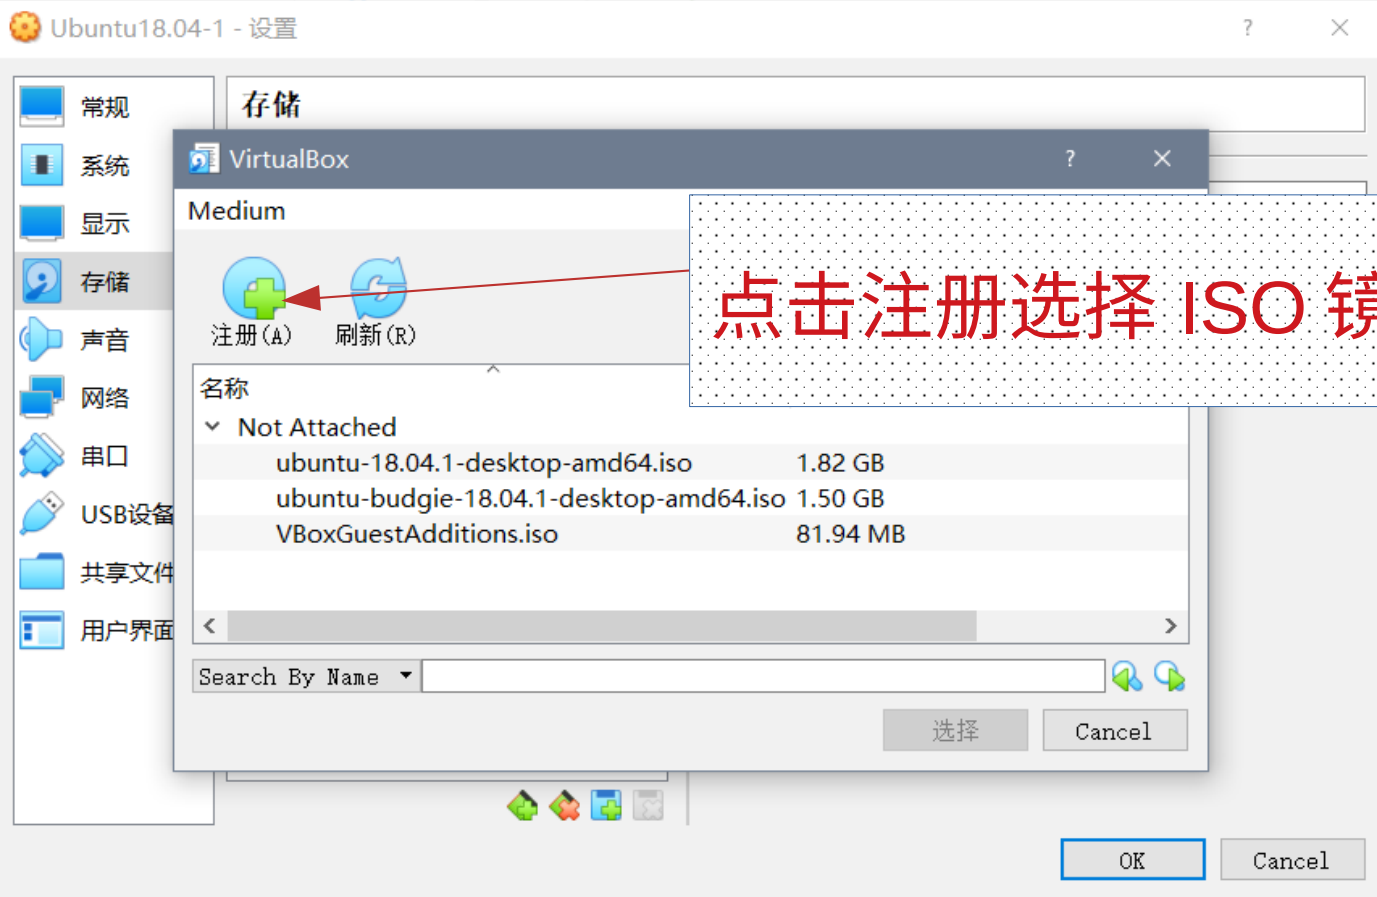 Ubuntu18.04-1 - 设置
?
常规
系统
显示
存储
声音
网络
串口
USB设备
共享文件
用户界面
存储
VirtualBox
?
Medium
注册(A)
刷新(R)
点击注册选择 ISO 镜
名称
Not Attached
ubuntu-18.04.1-desktop-amd64.iso 1.82 GB
ubuntu-budgie-18.04.1-desktop-amd64.iso 1.50 GB
VBoxGuestAdditions.iso 81.94 MB
Search By Name
选择
Cancel
OK
Cancel